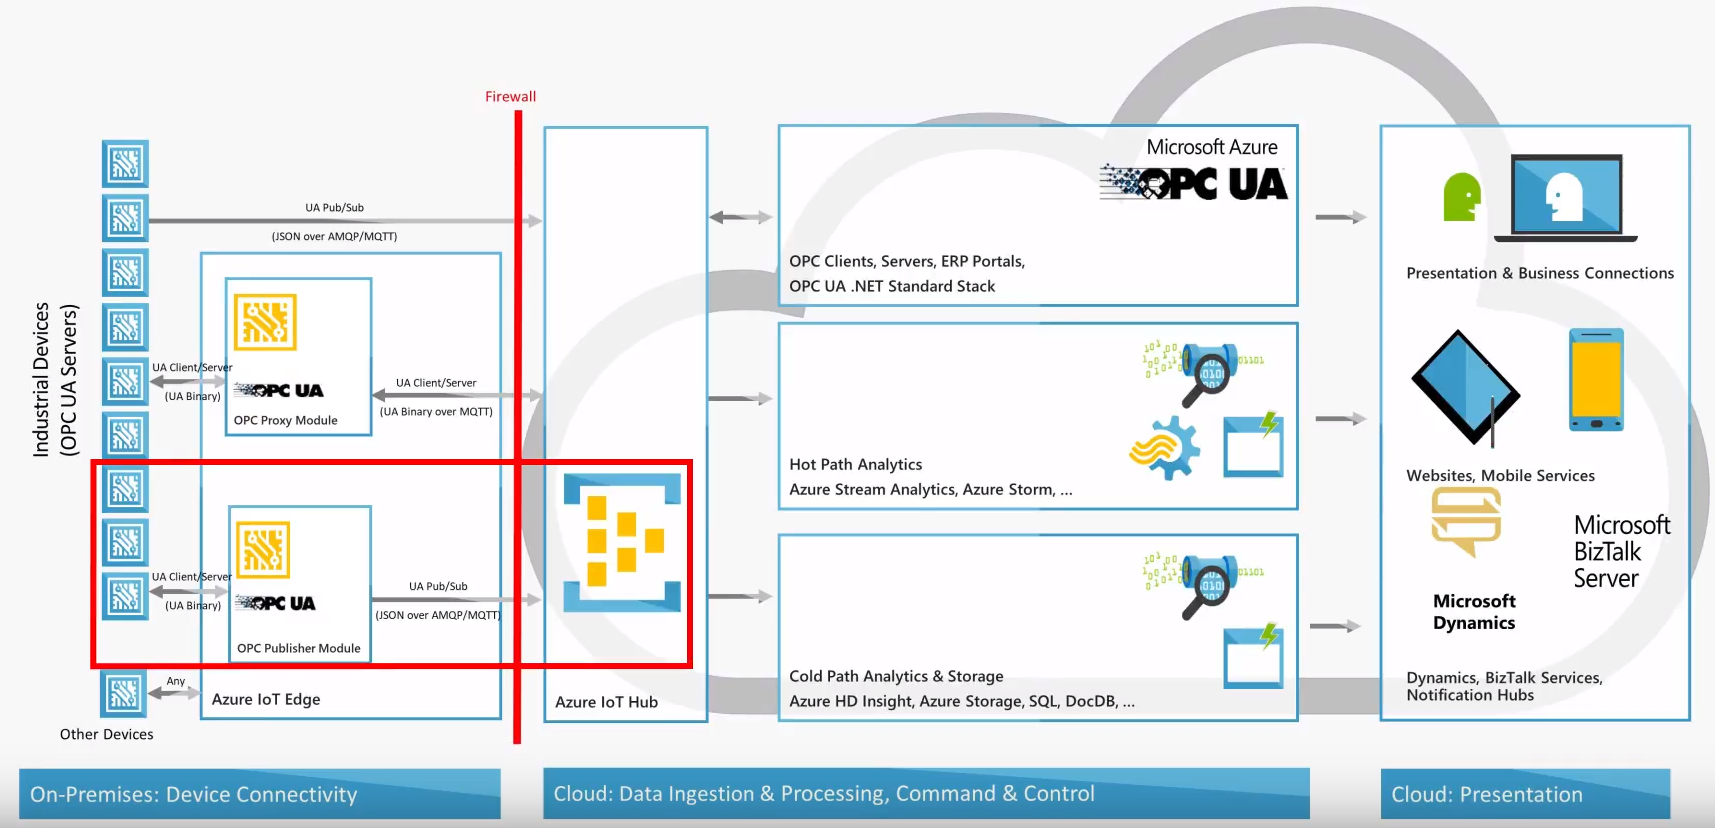 Firewall
Industrial Devices
(OPC UA Servers)
UA Pub/Sub
(JSON over AMQP/MQTT)
UA Client/Server
(UA Binary)
OPC UA
OPC Proxy Module
UA Client/Server
(UA Binary over MQTT)
UA Client/Server
(UA Binary)
OPC UA
OPC Publisher Module
UA Pub/Sub
(JSON over AMQP/MQTT)
Any
Other Devices
Azure IoT Edge
Azure IoT Hub
Microsoft Azure
OPC UA
OPC Clients, Servers, ERP Portals,
OPC UA .NET Standard Stack
Hot Path Analytics
Azure Stream Analytics, Azure Storm, ...
Cold Path Analytics & Storage
Azure HD Insight, Azure Storage, SQL, DocDB, ...
Presentation & Business Connections
Websites, Mobile Services
Microsoft
BizTalk
Server
Microsoft
Dynamics
Dynamics, BizTalk Services,
Notification Hubs
On-Premises: Device Connectivity
Cloud: Data Ingestion & Processing, Command & Control
Cloud: Presentation